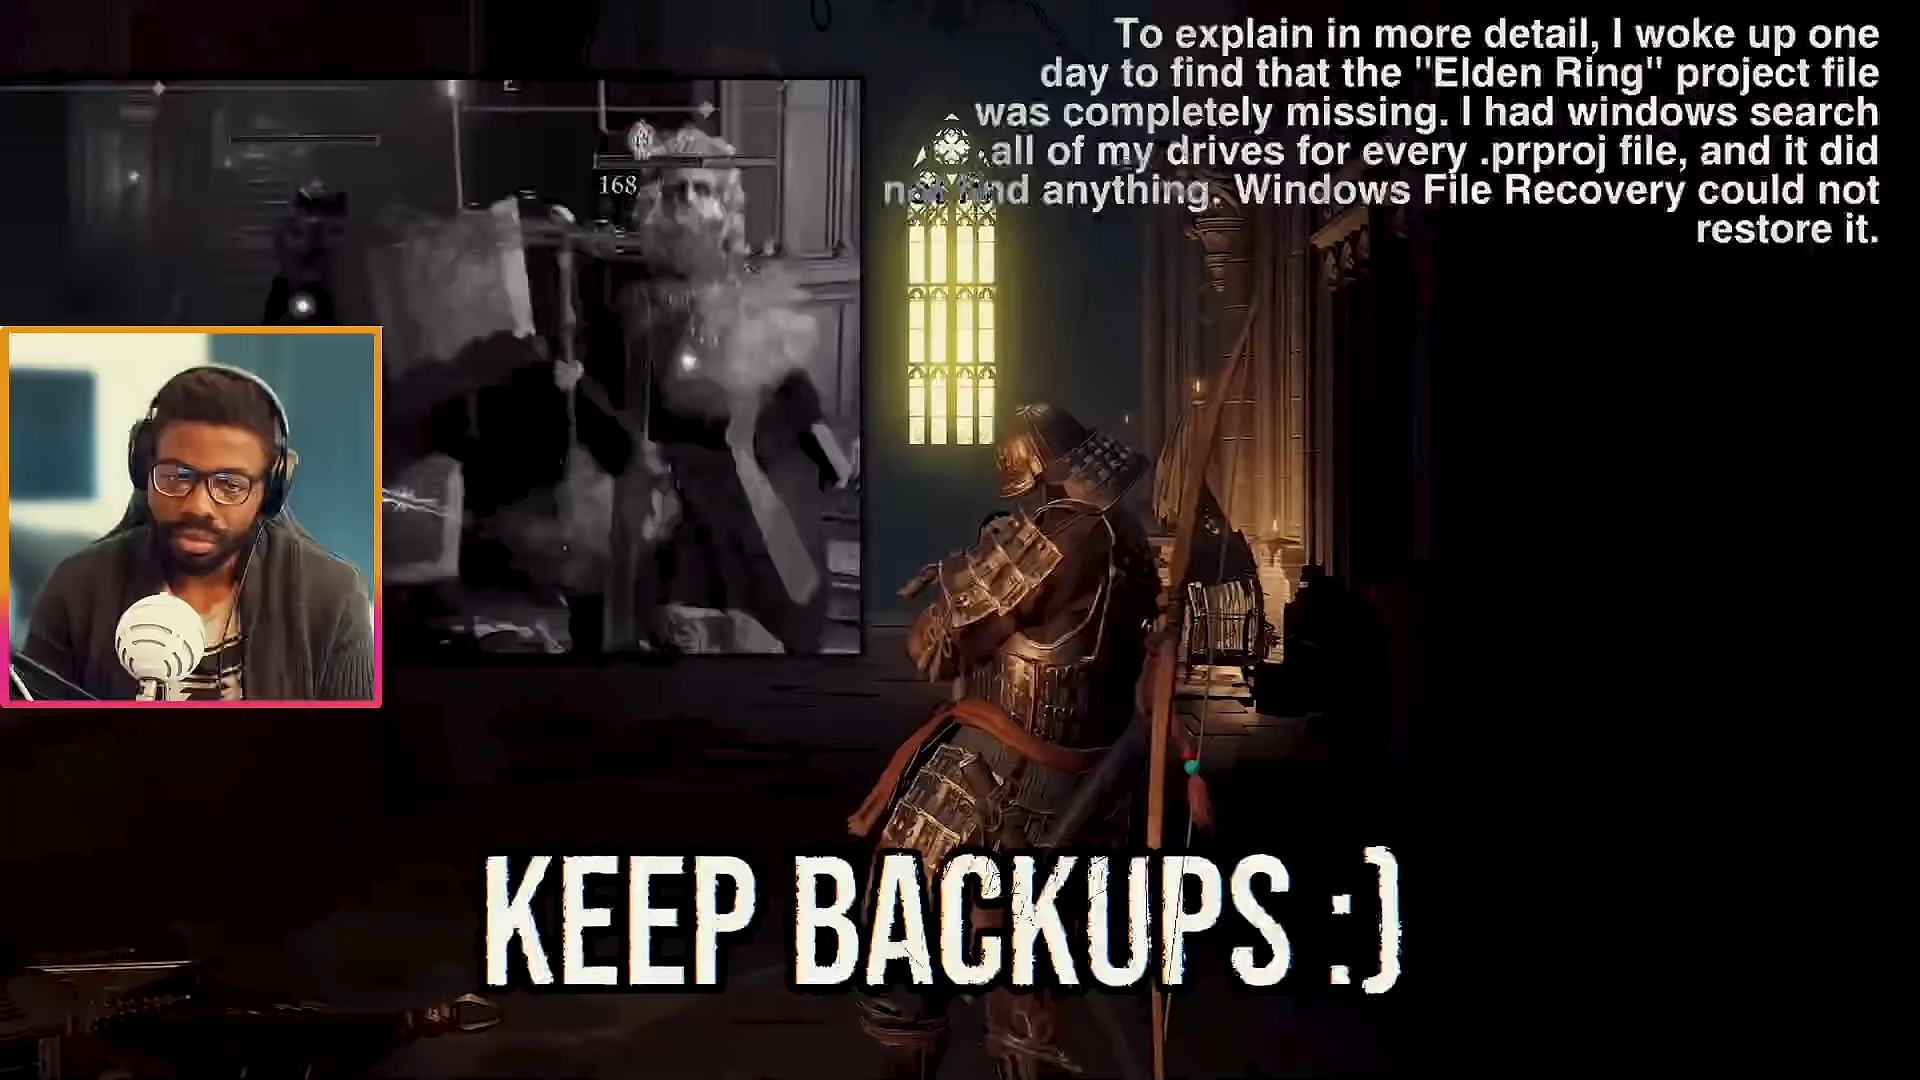 To explain in more detail, I woke up one
day to find that the "Elden Ring" project file
was completely missing. I had windows search
all of my drives for every .prproj file, and it did
not find anything. Windows File Recovery could not
restore it.
168
KEEP BACKUPS :)